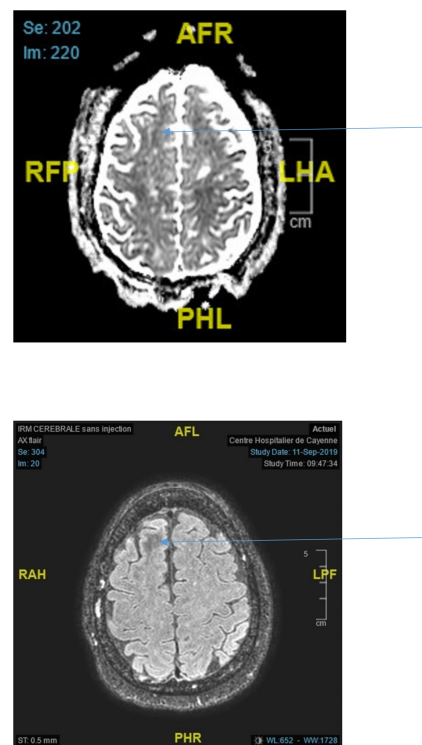 Se: 202
Im: 220
AFR
RFP
LHA
cm
PHL
IRM CEREBRALE sans injection
AX flair
Se: 304
Im: 20
AFL
Actuel
Centre Hospitalier de Cayenne
Study Date: 11-Sep-2019
Study Time: 09:47:34
RAH
5
LPF
cm
ST: 0.5 mm
PHR
WL:652 - WW:1728